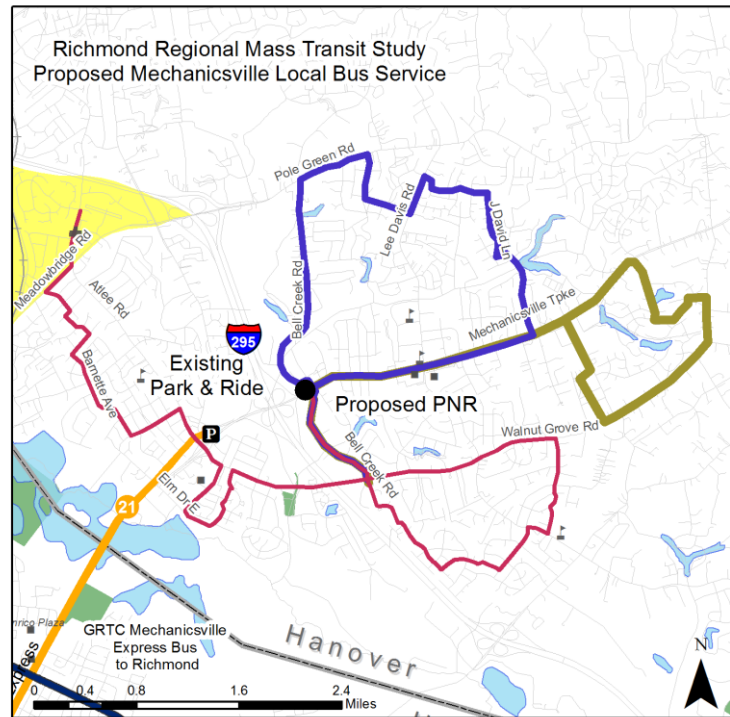 Richmond Regional Mass Transit Study
Proposed Mechanicsville Local Bus Service
Pole Green Rd
Lee Davis Rd
J David Ln
Meadowbridge Rd
Atlee Rd
Bell Creek Rd
Mechanicsville Tpke
295
Existing
Park & Ride
Barnette Ave
Proposed PNR
P
Walnut Grove Rd
Bell Creek Rd
Elm Dr E
21
nrico Plaza
GRTC Mechanicsville
Express Bus
to Richmond
Hanover
xpress
N
0 0.4 0.8 1.6 2.4
Miles